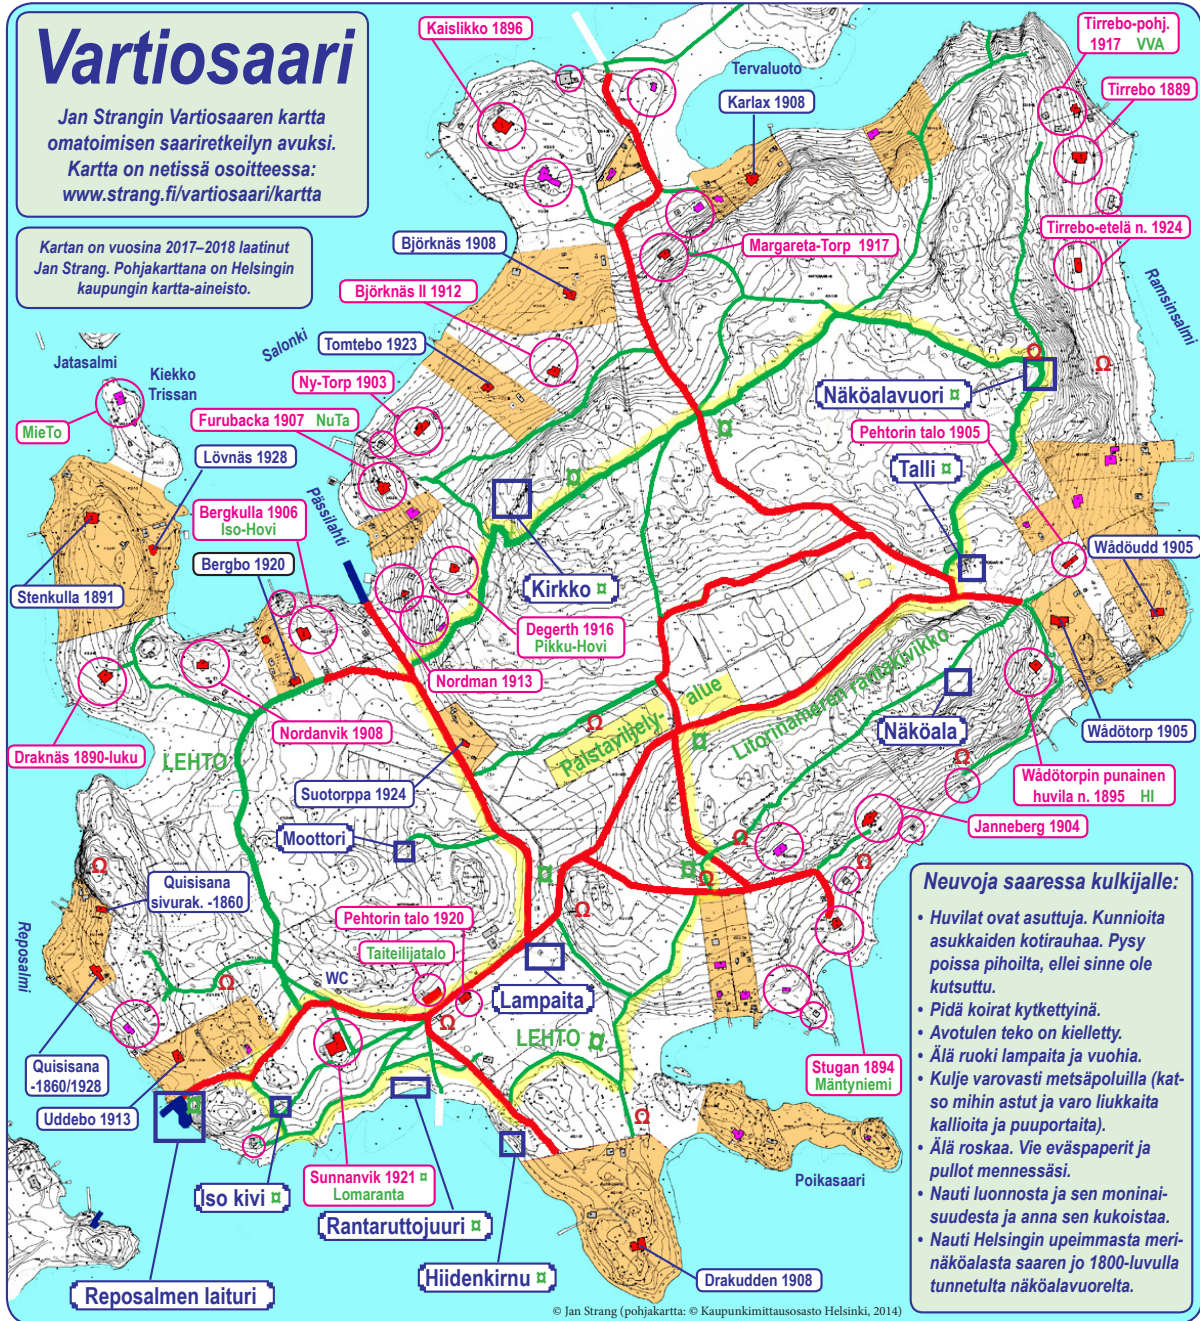 Vartiosaari
Jan Strangin Vartiosaaren kartta
omatoimisen saariretkeilyn avuksi.
Kartta on netissä osoitteessa:
www.strang.fi/vartiosaari/kartta
Kartan on vuosina 2017–2018 laatinut
Jan Strang. Pohjakarttana on Helsingin
kaupungin kartta-aineisto.
Kaislikko 1896
Tervaluoto
Karlax 1908
Tirrebo-pohj.
1917 VVA
Tirrebo 1889
Tirrebo-etelä n. 1924
Ramsinsalmi
Björknäs 1908
Margareta-Torp 1917
Björknäs II 1912
Salonki
Tomtebo 1923
Ny-Torp 1903
Furubacka 1907 NuTa
Jatasalmi
Kiekko
Trissan
MieTo
Lövnäs 1928
Bergkulla 1906
Iso-Hovi
Bergbo 1920
Pässilahti
Stenkulla 1891
Näköalavuori ¤
Ω
Ω
Pehtorin talo 1905
Talli ¤
Wådöudd 1905
¤
¤
Kirkko ¤
Degerth 1916
Pikku-Hovi
Nordman 1913
Nordanvik 1908
Draknäs 1890-luku
LEHTO
Suotorppa 1924
Ω
Palstaviljely-
alue
¤
Litorinameren rantakivikko
Näköala
Ω
Wådötorp 1905
Wådötorpin punainen
huvila n. 1895 HI
Janneberg 1904
Moottori
¤
Ω
¤
Ω
Ω
Ω
Ω
Quisisana
sivurak. -1860
Reposalmi
Pehtorin talo 1920
Taiteilijatalo
WC
Ω
Lampaita
Ω
LEHTO ¤
Quisisana
-1860/1928
Uddebo 1913
¤
Stugan 1894
Mäntyniemi
Ω
Poikasaari
Sunnanvik 1921 ¤
Lomaranta
Iso kivi ¤
Rantaruttojuuri ¤
Hiidenkirnu ¤
Drakudden 1908
Reposalmen laituri
Neuvoja saaressa kulkijalle:
• Huvilat ovat asuttuja. Kunnioita
asukkaiden kotirauhaa. Pysy
poissa pihoilta, ellei sinne ole
kutsuttu.
• Pidä koirat kytkettyinä.
• Avotulen teko on kielletty.
• Älä ruoki lampaita ja vuohia.
• Kulje varovasti metsäpoluilla (kat-
so mihin astut ja varo liukkaita
kallioita ja puuportaita).
• Älä roskaa. Vie eväspaperit ja
pullot mennessäsi.
• Nauti luonnosta ja sen moninai-
suudesta ja anna sen kukoistaa.
• Nauti Helsingin upeimmasta meri-
näköalasta saaren jo 1800-luvulla
tunnetulta näköalavuorelta.
© Jan Strang (pohjakartta: © Kaupunkimittausosasto Helsinki, 2014)